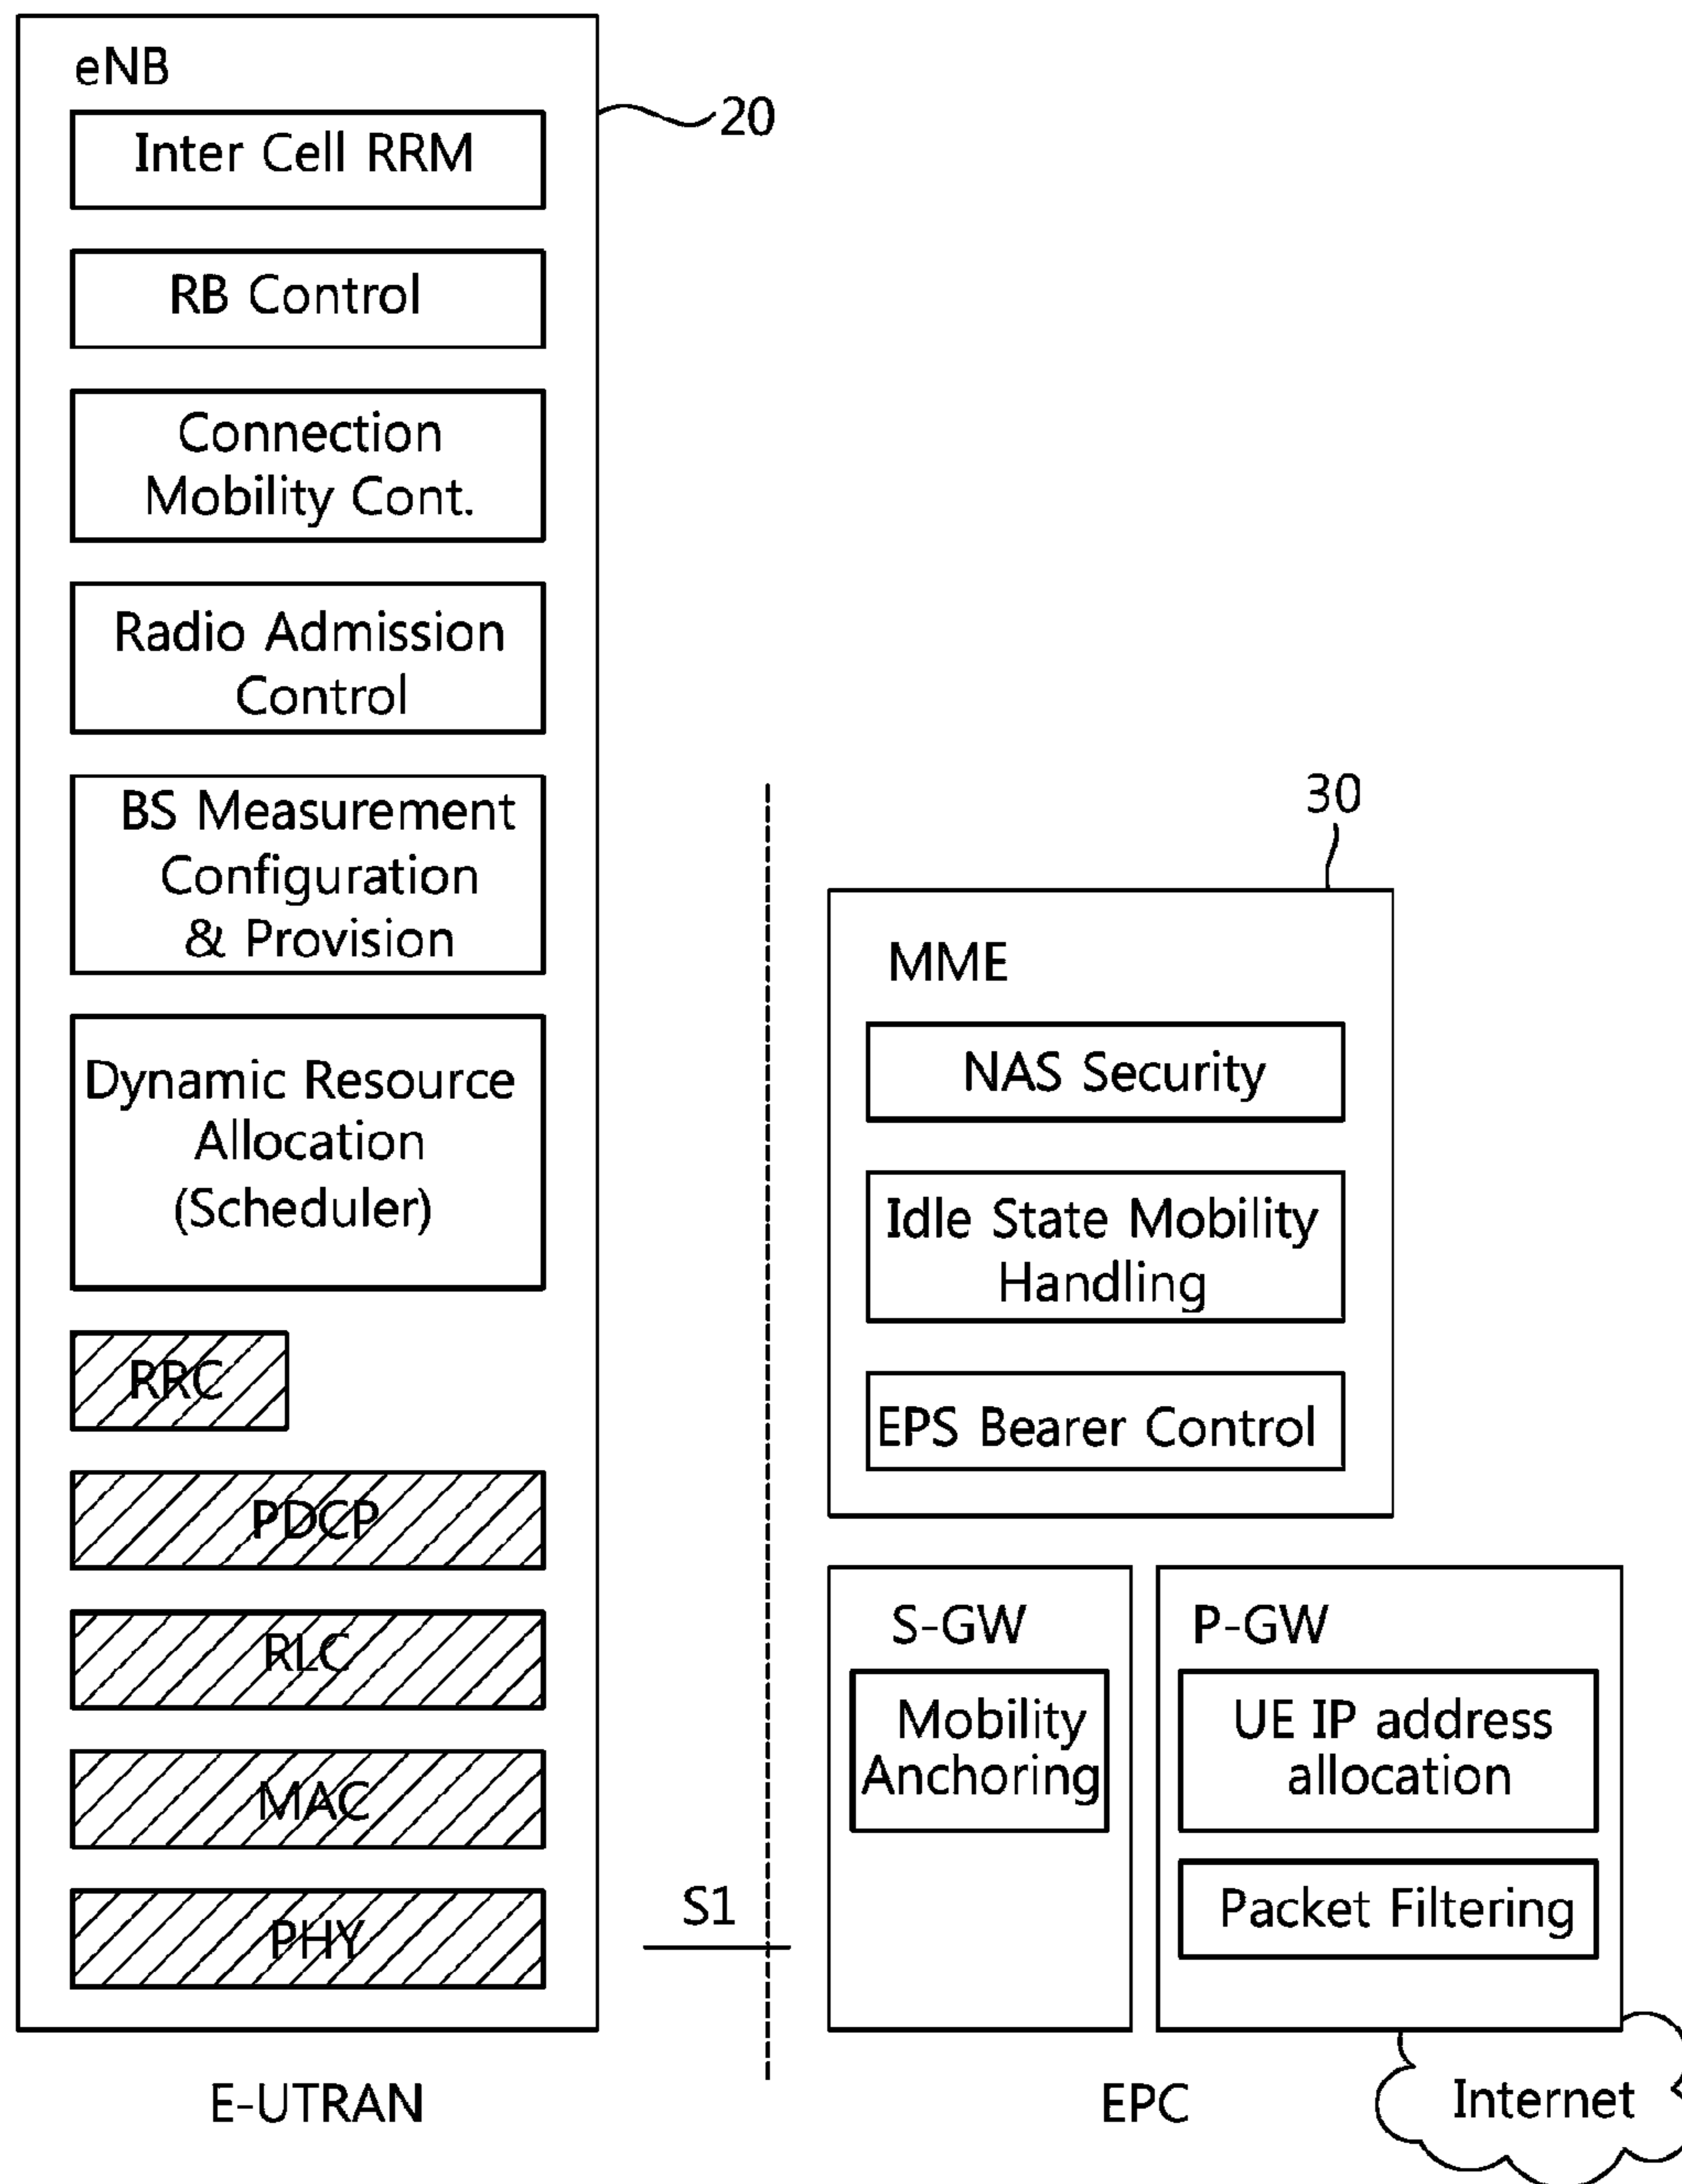 eNB
20
Inter Cell RRM
RB Control
Connection
Mobility Cont.
Radio Admission
Control
BS Measurement
Configuration
& Provision
Dynamic Resource
Allocation
(Scheduler)
RRC
PDCP
RLC
MAC
PHY
S1
E-UTRAN
30
MME
NAS Security
Idle State Mobility
Handling
EPS Bearer Control
S-GW
Mobility
Anchoring
P-GW
UE IP address
allocation
Packet Filtering
EPC
Internet